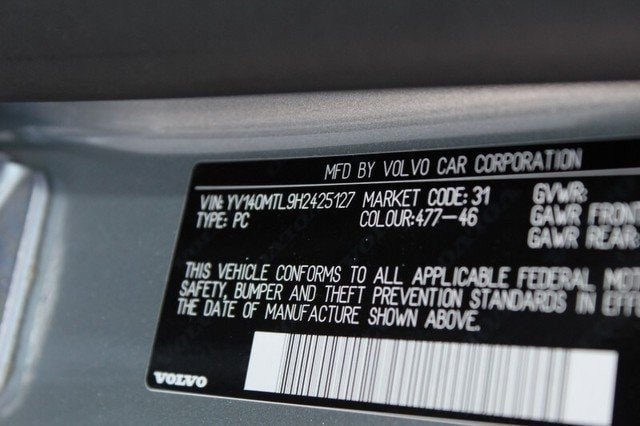 MFD BY VOLVO CAR CORPORATION
VIN: YV140MTL9H2425127 MARKET CODE: 31 GVWR:
TYPE: PC COLOUR:477-46 GAWR FRONT
GAWR REAR:
THIS VEHICLE CONFORMS TO ALL APPLICABLE FEDERAL MOT
SAFETY, BUMPER AND THEFT PREVENTION STANDARDS IN EFFE
THE DATE OF MANUFACTURE SHOWN ABOVE.
VOLVO